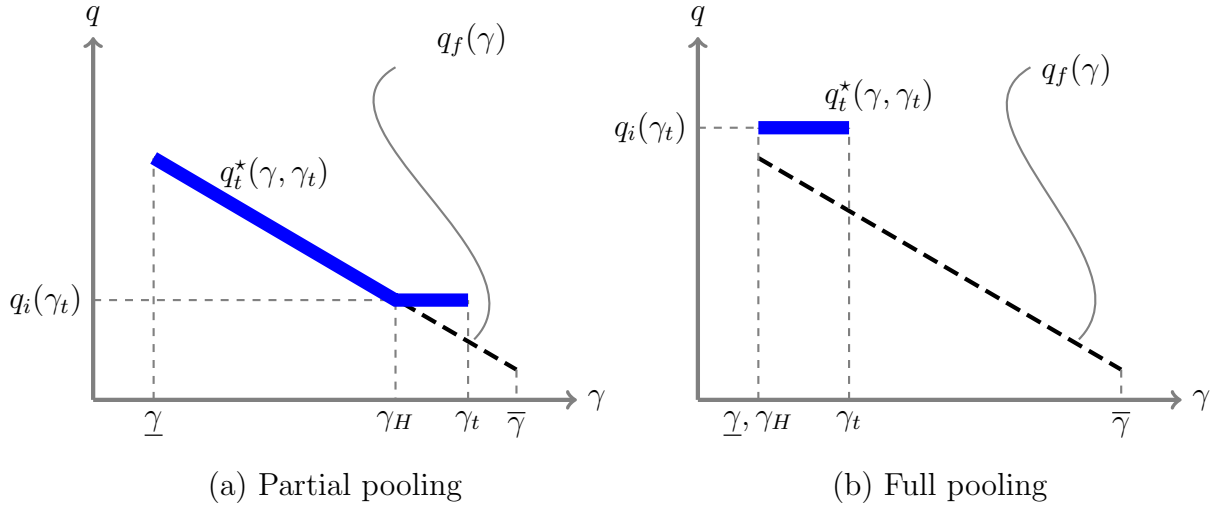 q
q_f(γ)
q_t^⋆(γ, γ_t)
q_i(γ_t)
γ̲
γ_H
γ_t
γ̅
γ
(a) Partial pooling
q
q_f(γ)
q_t^⋆(γ, γ_t)
q_i(γ_t)
γ̲, γ_H
γ_t
γ̅
γ
(b) Full pooling